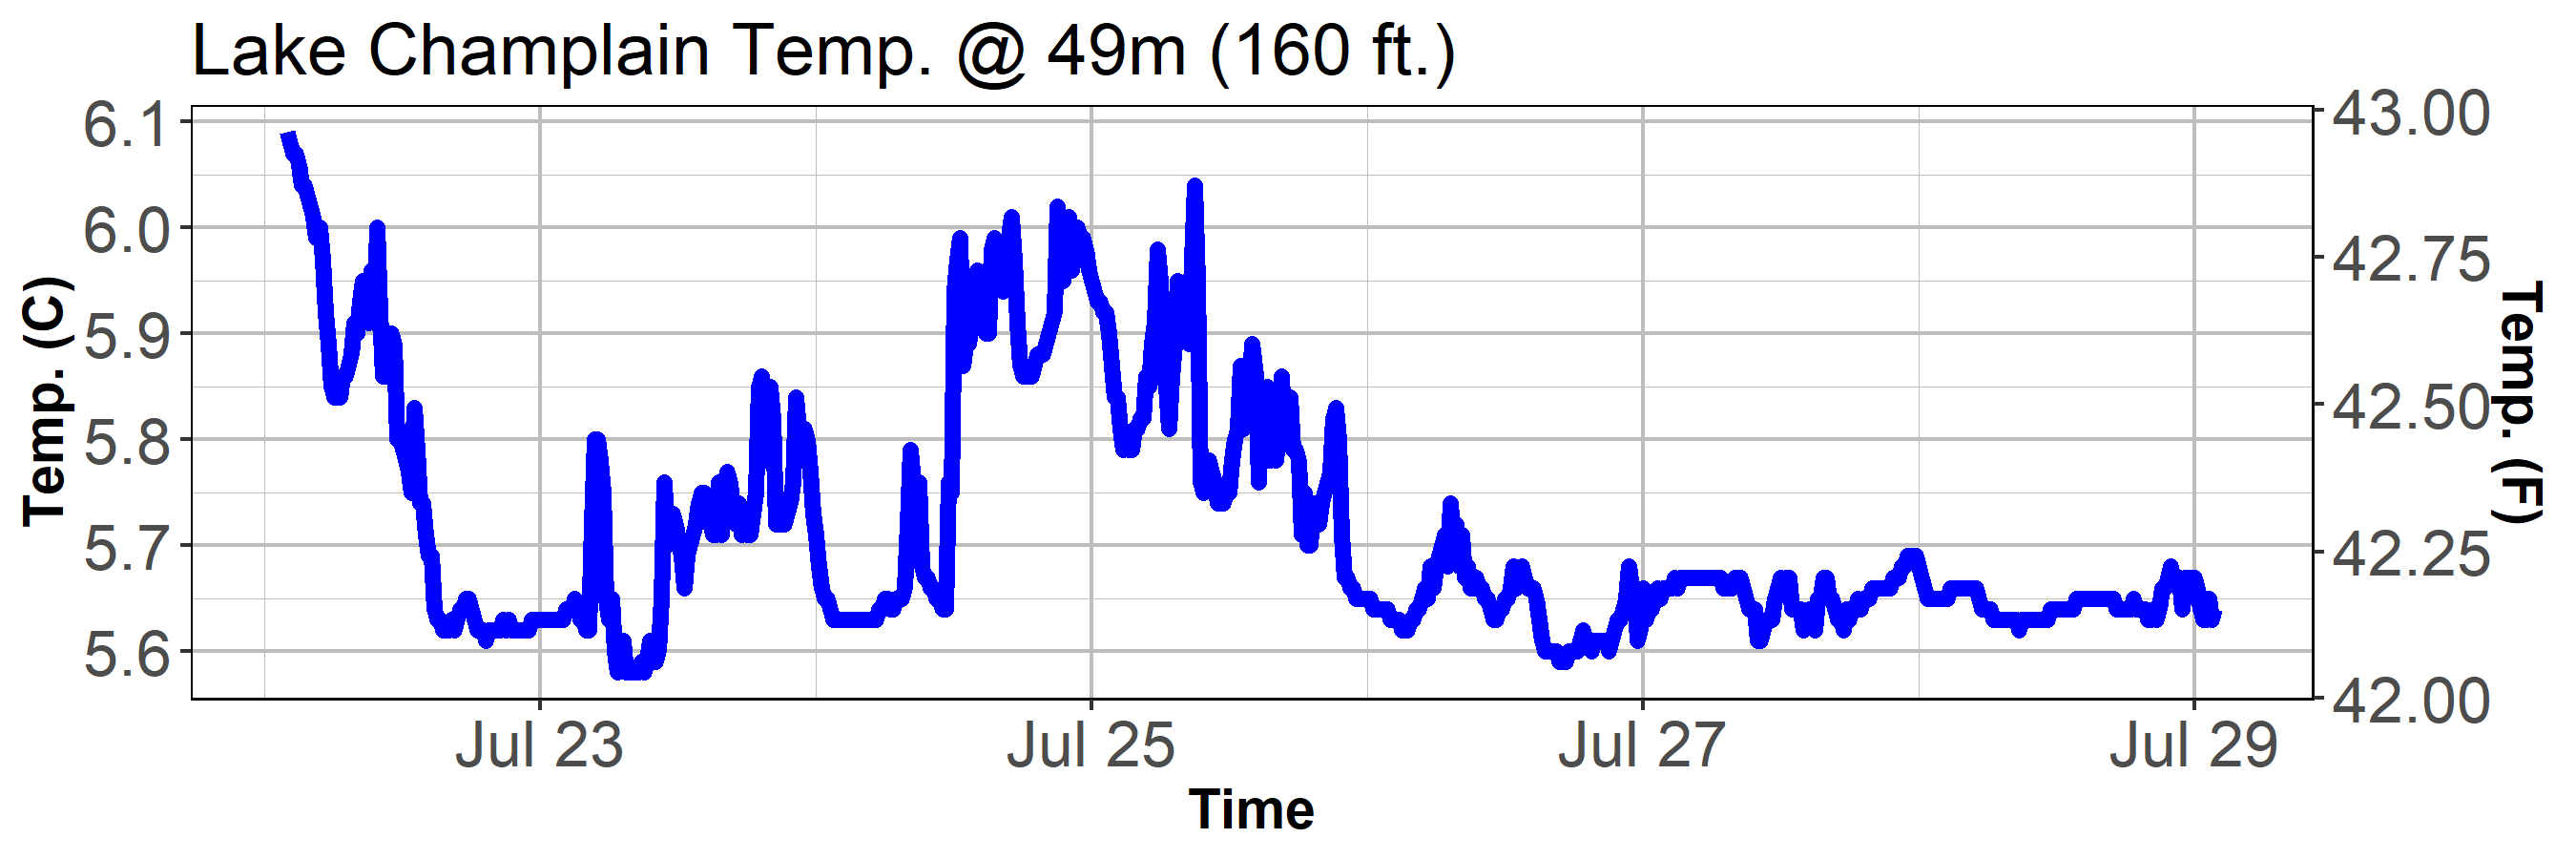 Lake Champlain Temp. @ 49m (160 ft.)
6.1
6.0
5.9
5.8
5.7
5.6
Temp. (C)
43.00
42.75
42.50
42.25
42.00
Temp. (F)
Jul 23 Jul 25 Jul 27 Jul 29
Time